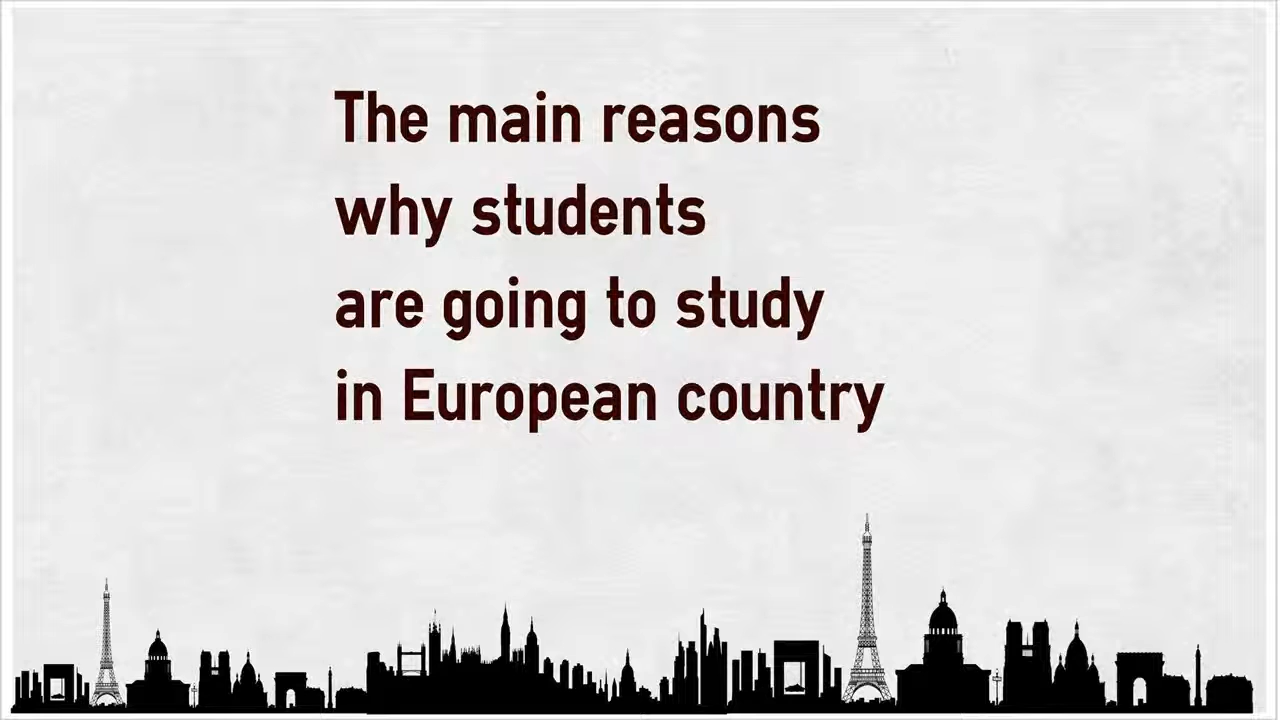 The main reasons
why students
are going to study
in European country